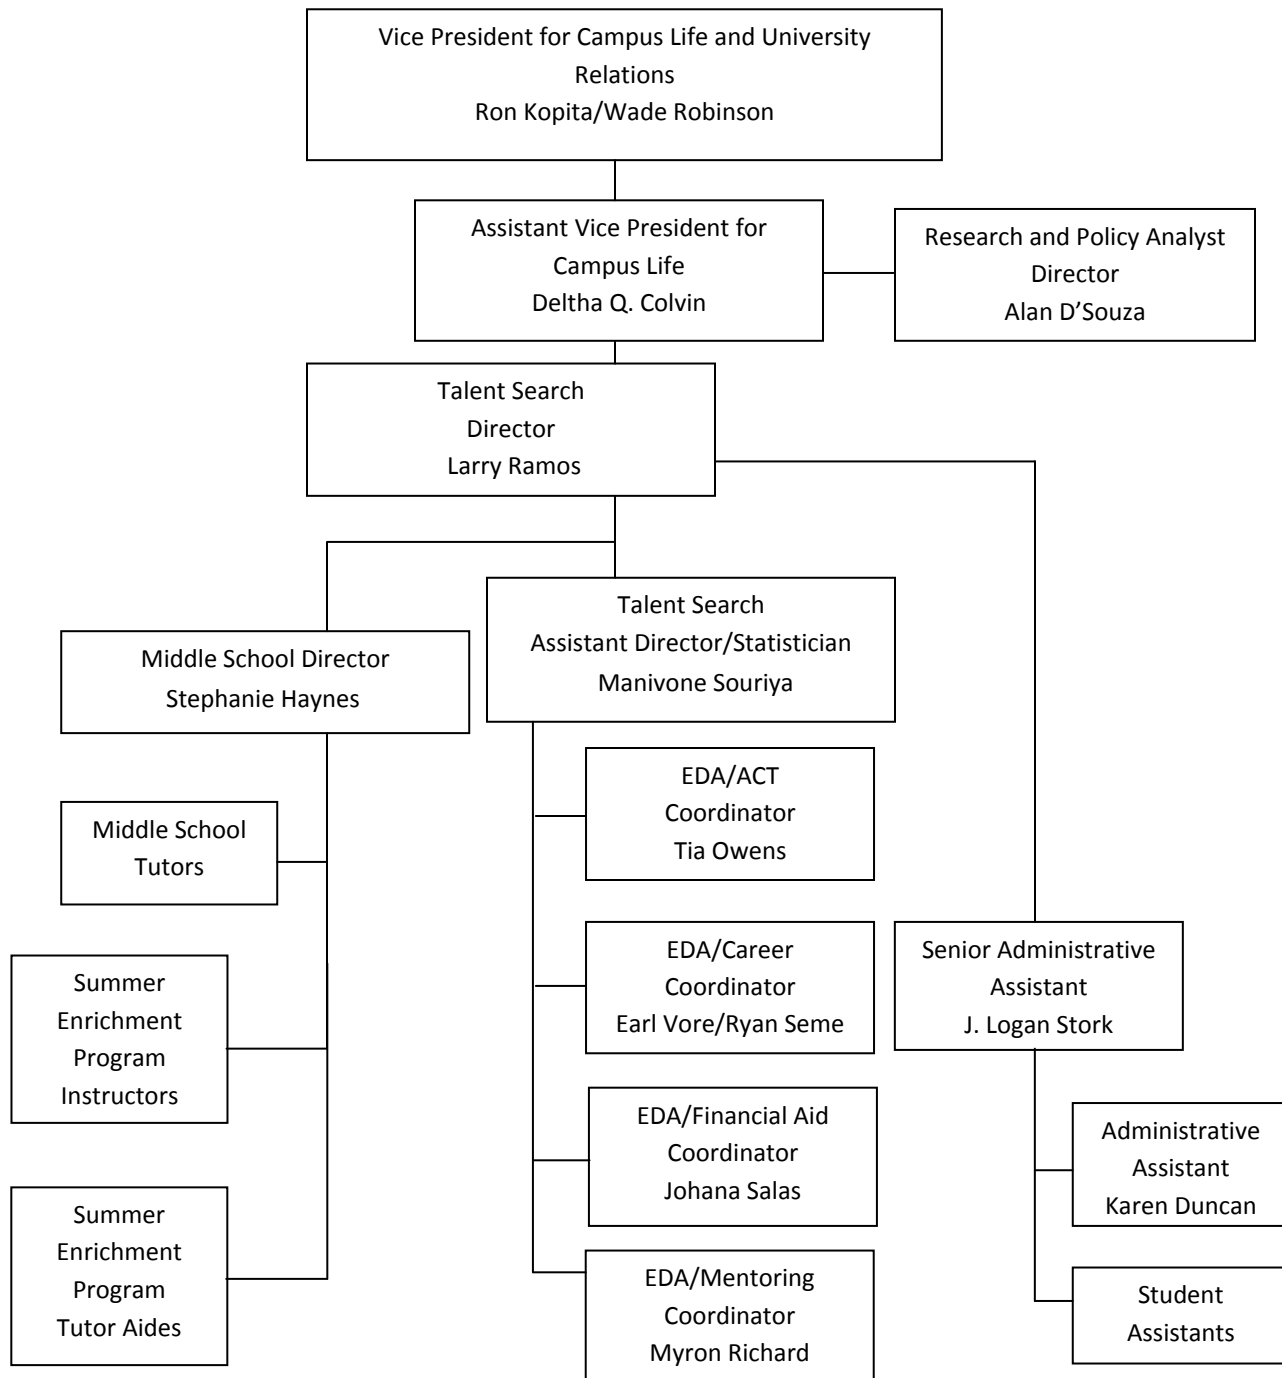 Vice President for Campus Life and University
Relations
Ron Kopita/Wade Robinson
Assistant Vice President for
Campus Life
Deltha Q. Colvin
Research and Policy Analyst
Director
Alan D’Souza
Talent Search
Director
Larry Ramos
Talent Search
Assistant Director/Statistician
Manivone Souriya
Middle School Director
Stephanie Haynes
EDA/ACT
Coordinator
Tia Owens
Middle School
Tutors
EDA/Career
Coordinator
Earl Vore/Ryan Seme
Senior Administrative
Assistant
J. Logan Stork
Summer
Enrichment
Program
Instructors
EDA/Financial Aid
Coordinator
Johana Salas
Administrative
Assistant
Karen Duncan
Summer
Enrichment
Program
Tutor Aides
EDA/Mentoring
Coordinator
Myron Richard
Student
Assistants